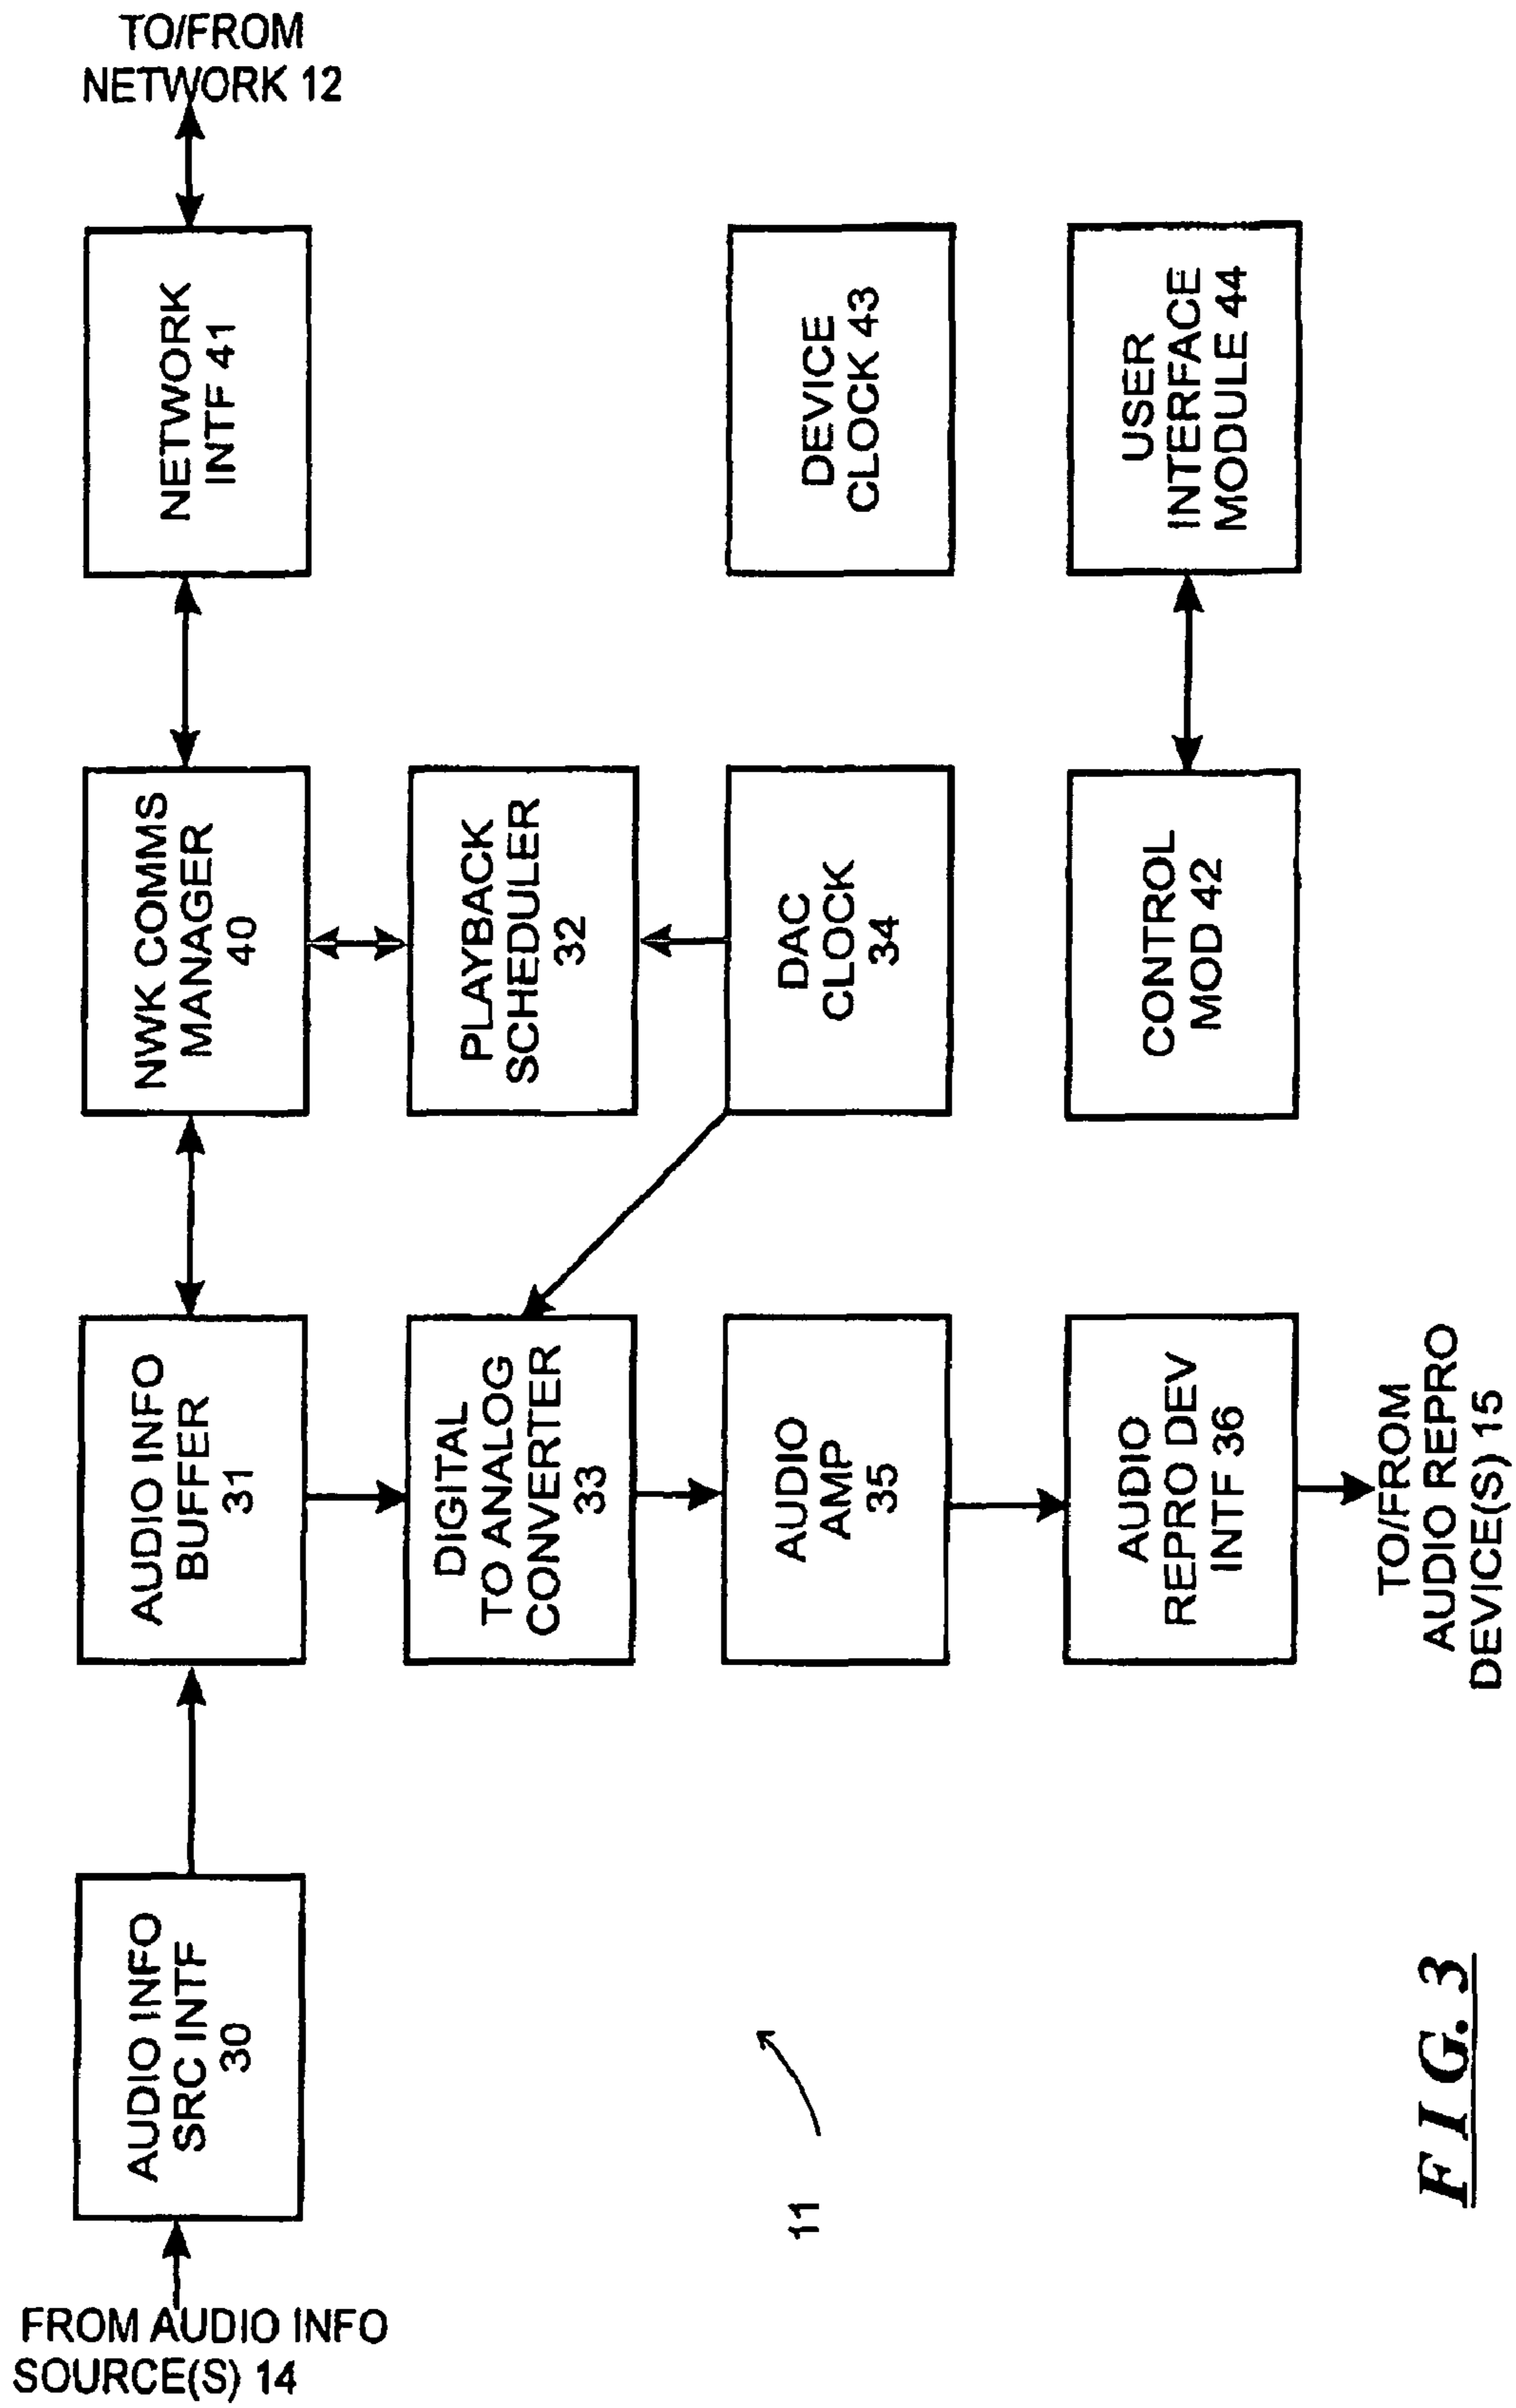 TO/FROM
NETWORK 12
NETWORK
INTF 41
DEVICE
CLOCK 43
USER
INTERFACE
MODULE 44
NWK COMMS
MANAGER
40
PLAYBACK
SCHEDULER
32
DAC
CLOCK
34
CONTROL
MOD 42
AUDIO INFO
BUFFER
31
DIGITAL
TO ANALOG
CONVERTER
33
AUDIO
AMP
35
AUDIO
REPRO DEV
INTF 36
TO/FROM
AUDIO REPRO
DEVICE(S) 15
AUDIO INFO
SRC INTF
30
11
FROM AUDIO INFO
SOURCE(S) 14
FIG. 3